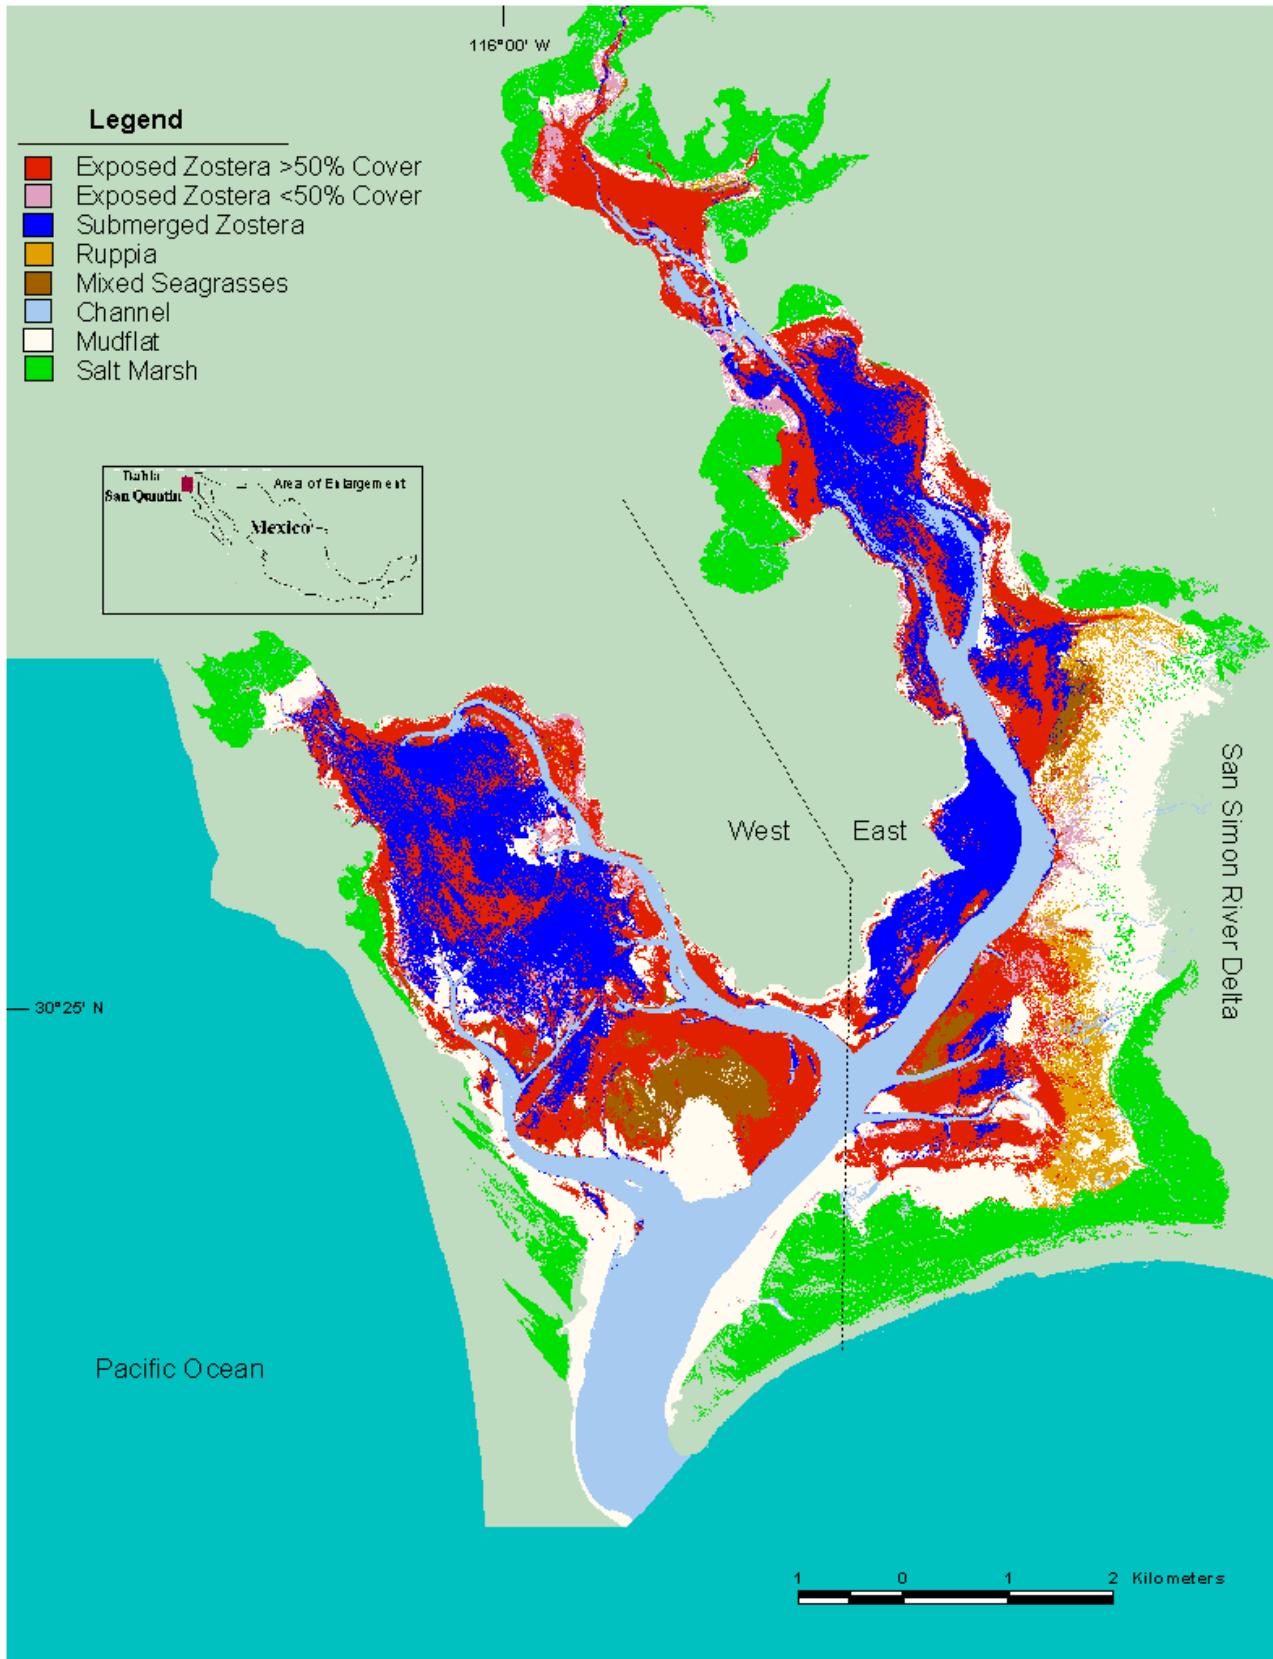 116°00' W
Legend
Exposed Zostera >50% Cover
Exposed Zostera <50% Cover
Submerged Zostera
Ruppia
Mixed Seagrasses
Channel
Mudflat
Salt Marsh
San Quintin
Area of Enlargement
Mexico
West
East
San Simon River Delta
30°25' N
Pacific Ocean
1 0 1 2 Kilometers